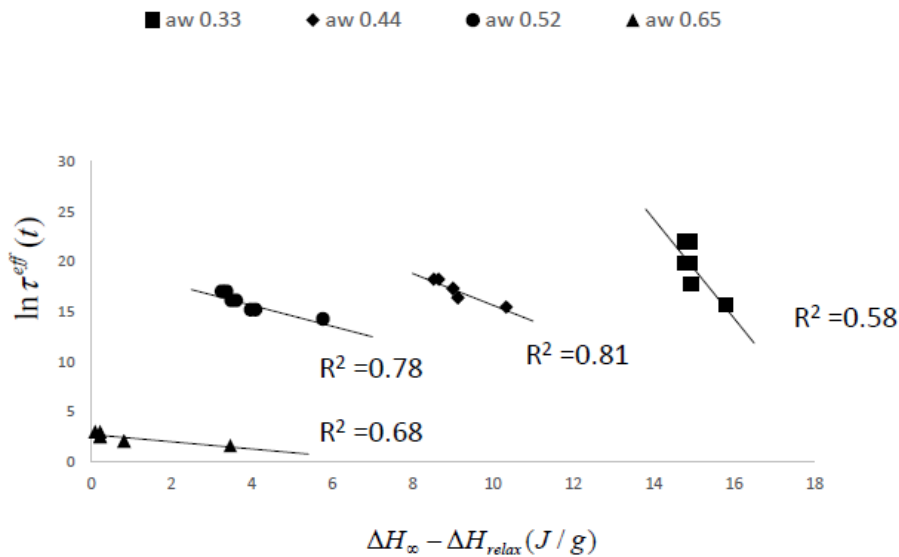 aw 0.33 aw 0.44 aw 0.52 aw 0.65
30
25
20
15
10
5
0
ln τ^eff (t)
R² =0.58
R² =0.81
R² =0.78
R² =0.68
0 2 4 6 8 10 12 14 16 18
ΔH∞ − ΔHrelax (J / g)